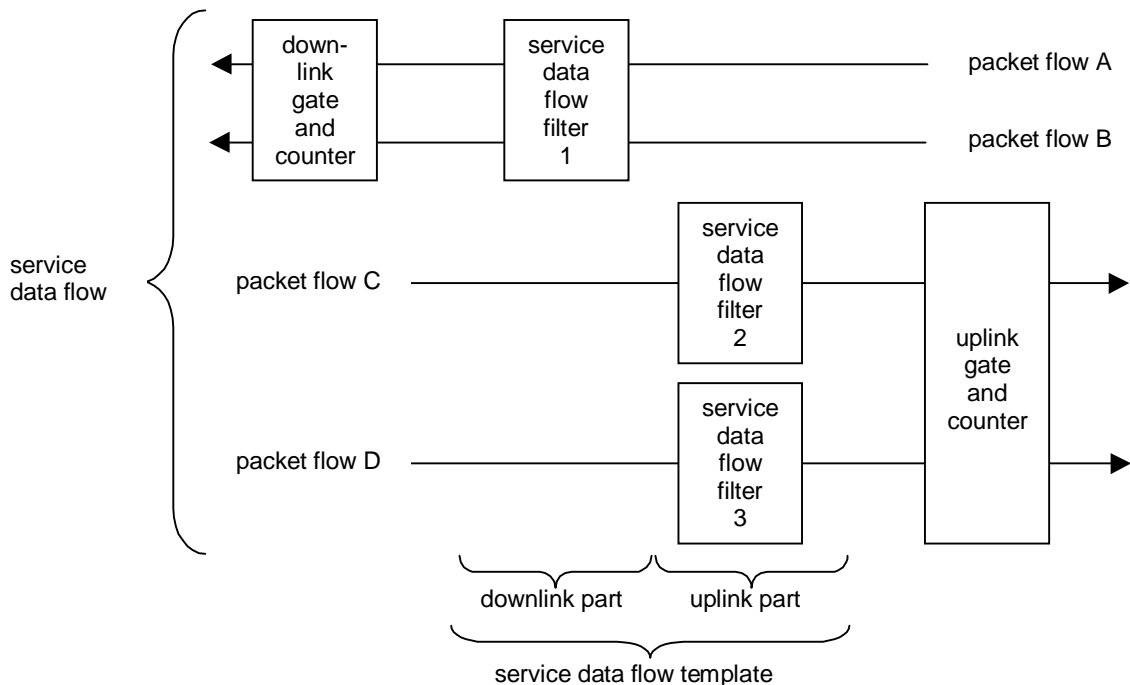 down-
link
gate
and
counter
service
data
flow
filter
1
packet flow A
packet flow B
service
data flow
packet flow C
service
data
flow
filter
2
uplink
gate
and
counter
packet flow D
service
data
flow
filter
3
downlink part
uplink part
service data flow template